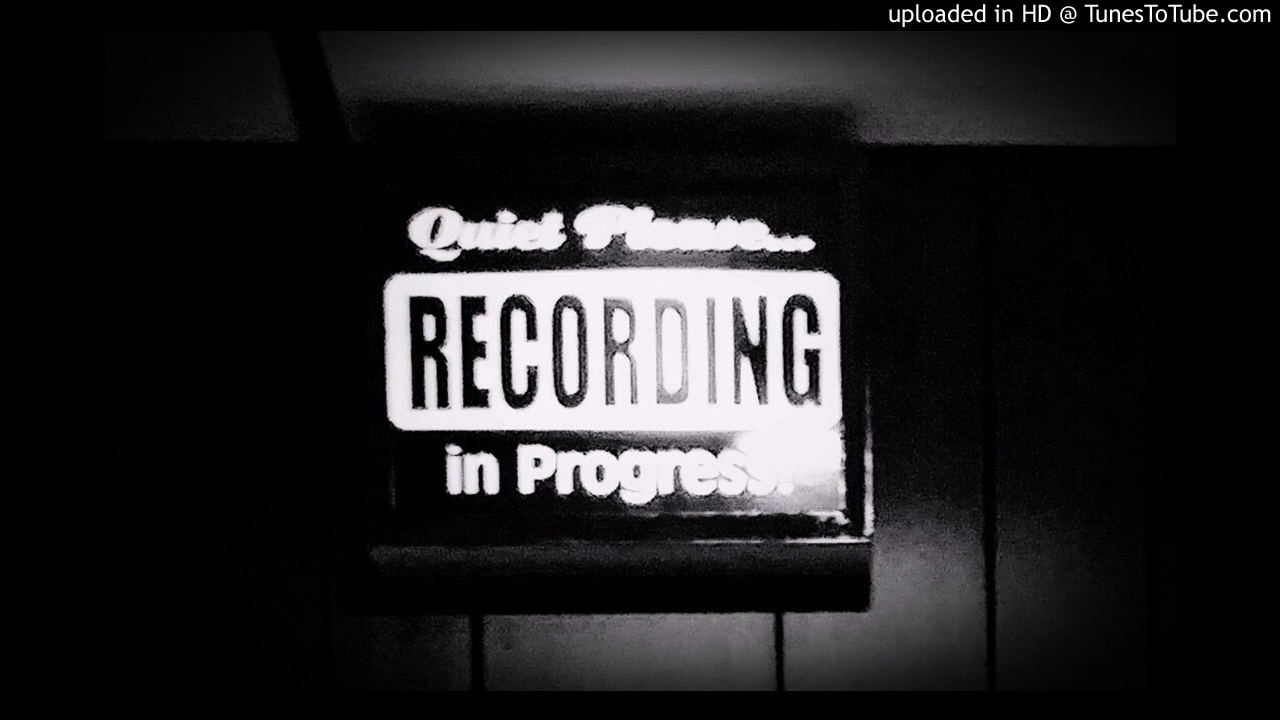 uploaded in HD @ TunesToTube.com
Quiet Please...
RECORDING
in Progress!